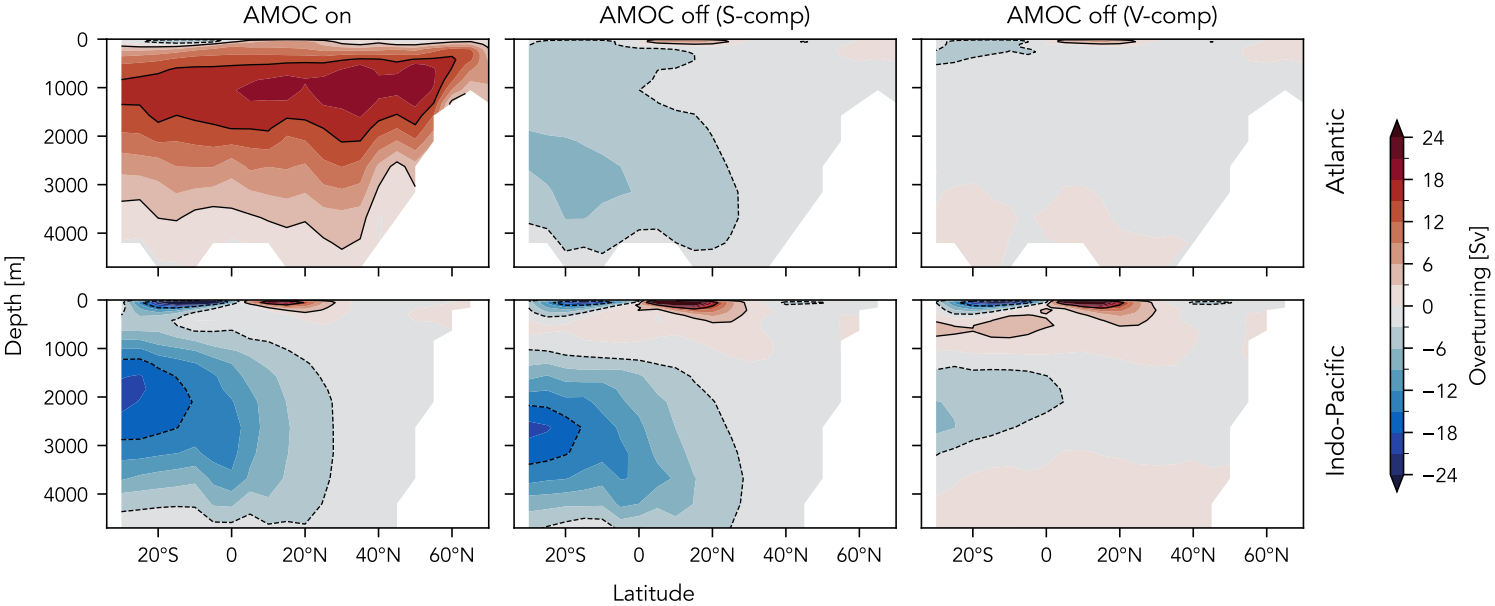 AMOC on
AMOC off (S-comp)
AMOC off (V-comp)
0
1000
2000
3000
4000
Atlantic
0
1000
2000
3000
4000
Indo-Pacific
Depth [m]
20°S 0 20°N 40°N 60°N
20°S 0 20°N 40°N 60°N
20°S 0 20°N 40°N 60°N
Latitude
24
18
12
6
0
−6
−12
−18
−24
Overturning [Sv]